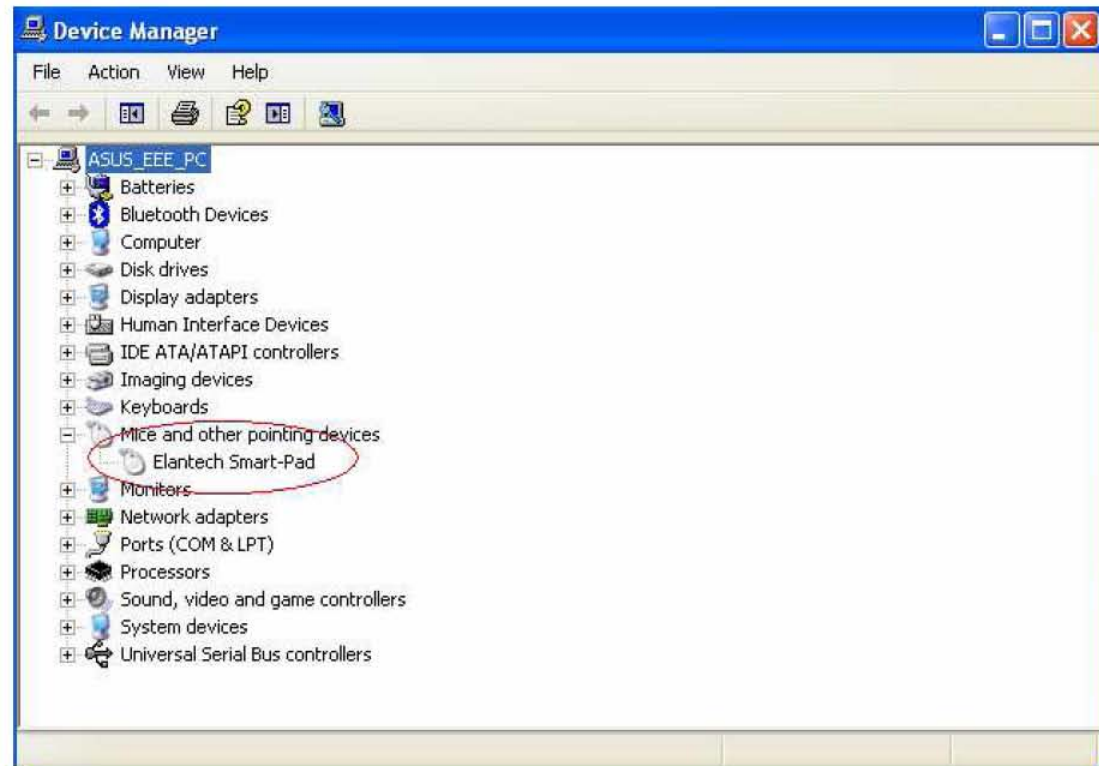 Device Manager
File Action View Help
ASUS_EEE_PC
Batteries
Bluetooth Devices
Computer
Disk drives
Display adapters
Human Interface Devices
IDE ATA/ATAPI controllers
Imaging devices
Keyboards
Mice and other pointing devices
Elantech Smart-Pad
Monitors
Network adapters
Ports (COM & LPT)
Processors
Sound, video and game controllers
System devices
Universal Serial Bus controllers